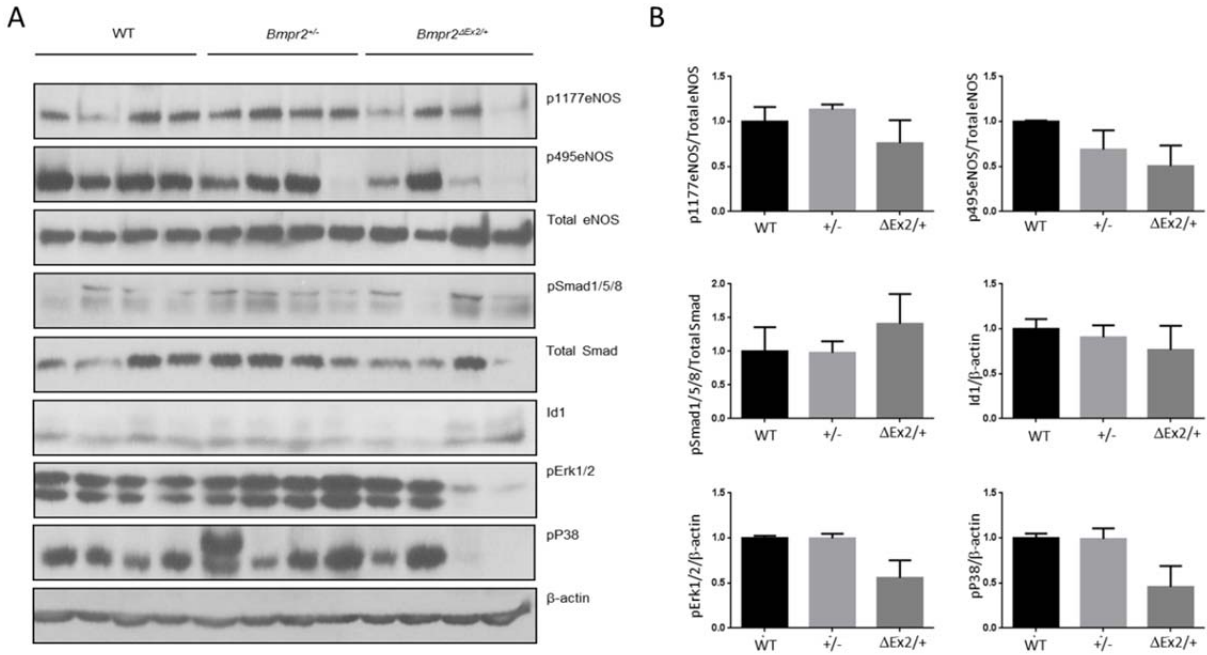 A
WT
Bmpr2+/-
Bmpr2ΔEx2/+
p1177eNOS
p495eNOS
Total eNOS
pSmad1/5/8
Total Smad
Id1
pErk1/2
pP38
β-actin
B
p1177eNOS/Total eNOS
1.5
1.0
0.5
0.0
WT
+/-
ΔEx2/+
p495eNOS/Total eNOS
1.5
1.0
0.5
0.0
WT
+/-
ΔEx2/+
pSmad1/5/8/Total Smad
2.0
1.5
1.0
0.5
0.0
WT
+/-
ΔEx2/+
Id1/β-actin
1.5
1.0
0.5
0.0
WT
+/-
ΔEx2/+
pErk1/2/β-actin
1.5
1.0
0.5
0.0
WT
+/-
ΔEx2/+
pP38/β-actin
1.5
1.0
0.5
0.0
WT
+/-
ΔEx2/+